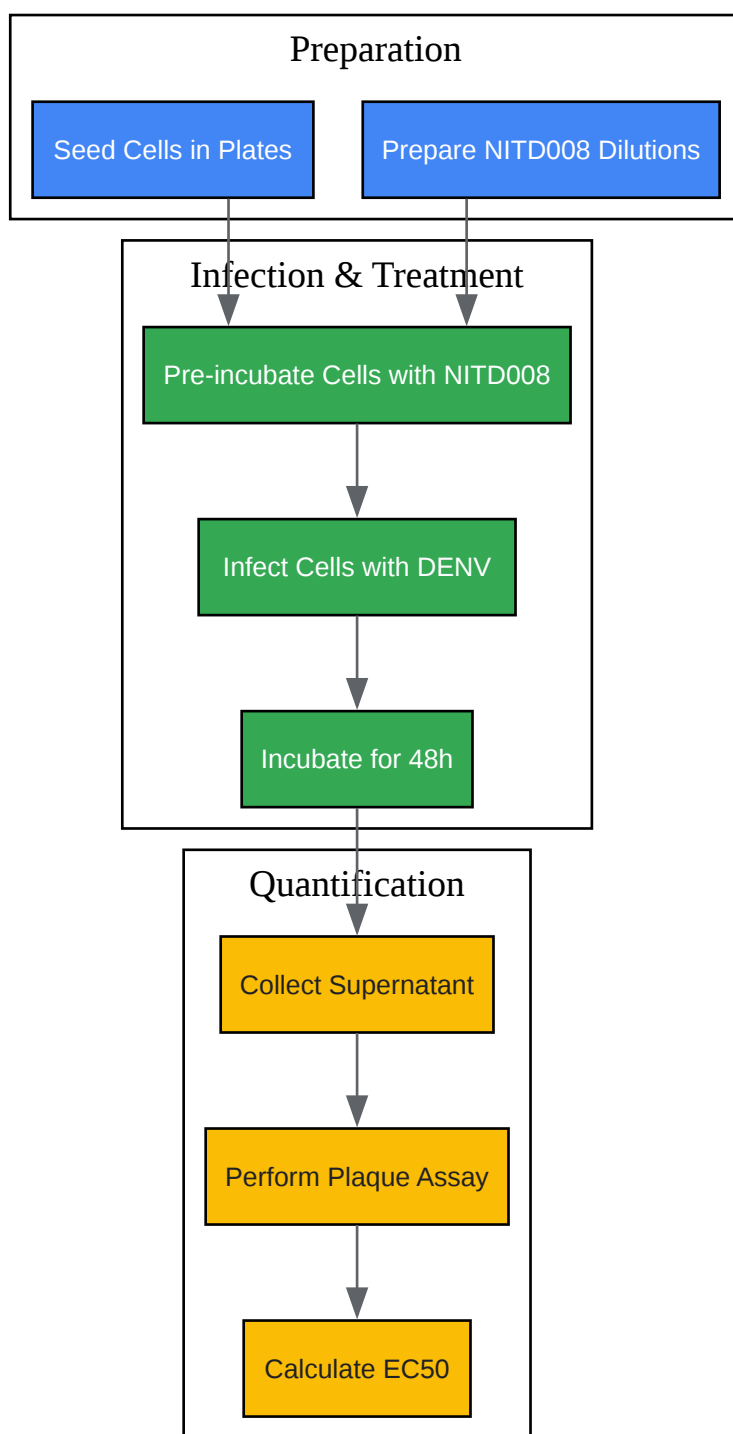 Preparation
Seed Cells in Plates
Prepare NITD008 Dilutions
Infection & Treatment
Pre-incubate Cells with NITD008
Infect Cells with DENV
Incubate for 48h
Quantification
Collect Supernatant
Perform Plaque Assay
Calculate EC50